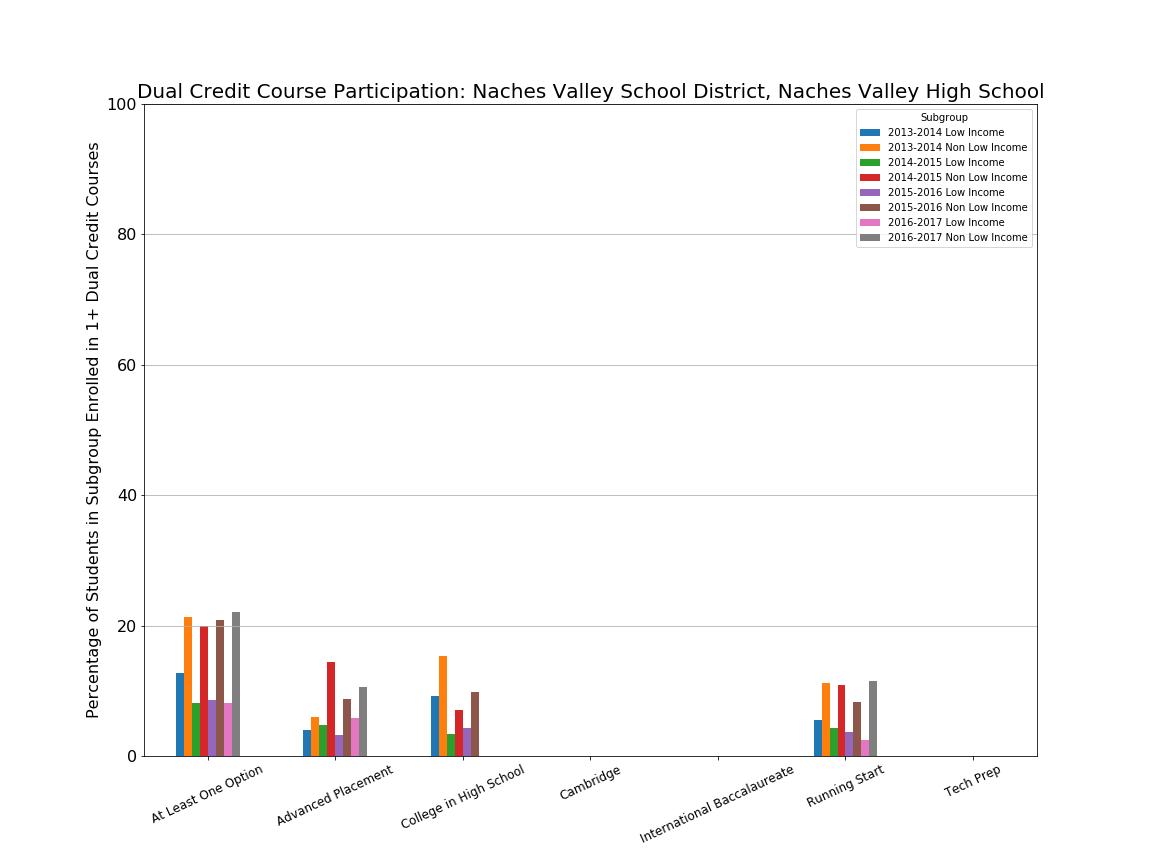 Dual Credit Course Participation: Naches Valley School District, Naches Valley High School
Percentage of Students in Subgroup Enrolled in 1+ Dual Credit Courses
100
80
60
40
20
0
Subgroup
2013-2014 Low Income
2013-2014 Non Low Income
2014-2015 Low Income
2014-2015 Non Low Income
2015-2016 Low Income
2015-2016 Non Low Income
2016-2017 Low Income
2016-2017 Non Low Income
At Least One Option
Advanced Placement
College in High School
Cambridge
International Baccalaureate
Running Start
Tech Prep